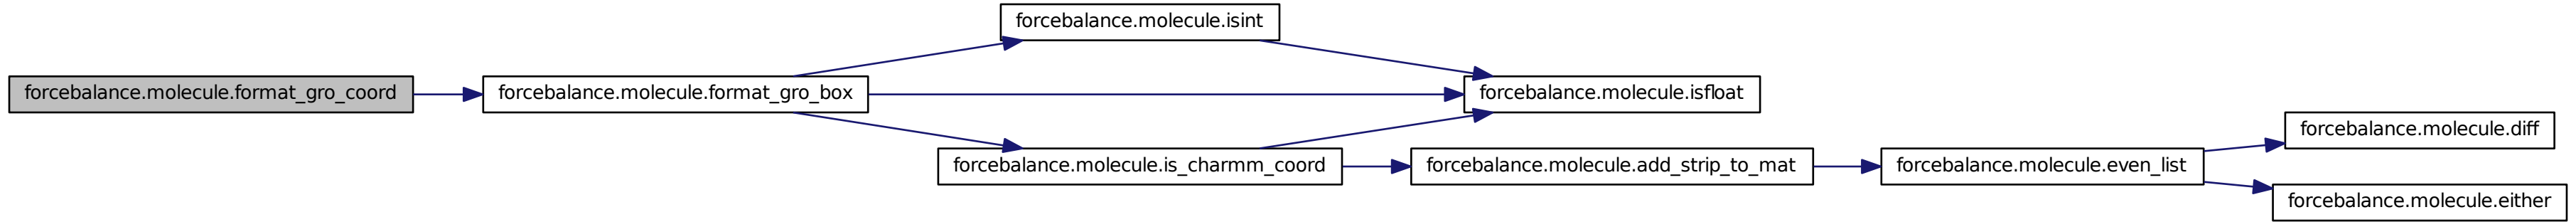 forcebalance.molecule.format_gro_coord
forcebalance.molecule.format_gro_box
forcebalance.molecule.isint
forcebalance.molecule.isfloat
forcebalance.molecule.is_charmm_coord
forcebalance.molecule.add_strip_to_mat
forcebalance.molecule.even_list
forcebalance.molecule.diff
forcebalance.molecule.either